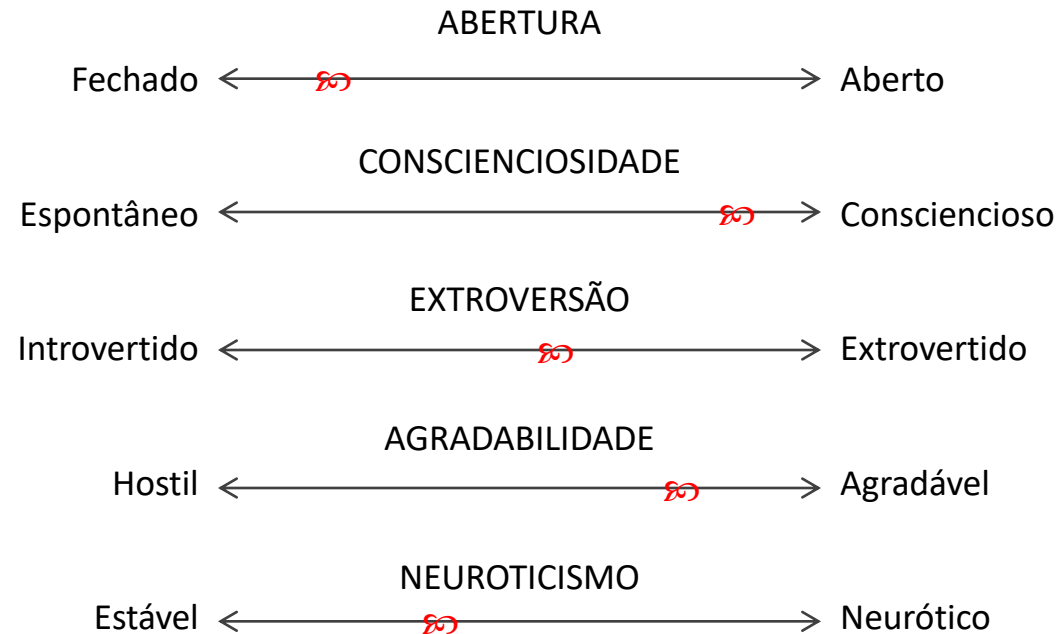 ABERTURA
Fechado Aberto
CONSCIENCIOSIDADE
Espontâneo Consciencioso
EXTROVERSÃO
Introvertido Extrovertido
AGRADABILIDADE
Hostil Agradável
NEUROTICISMO
Estável Neurótico